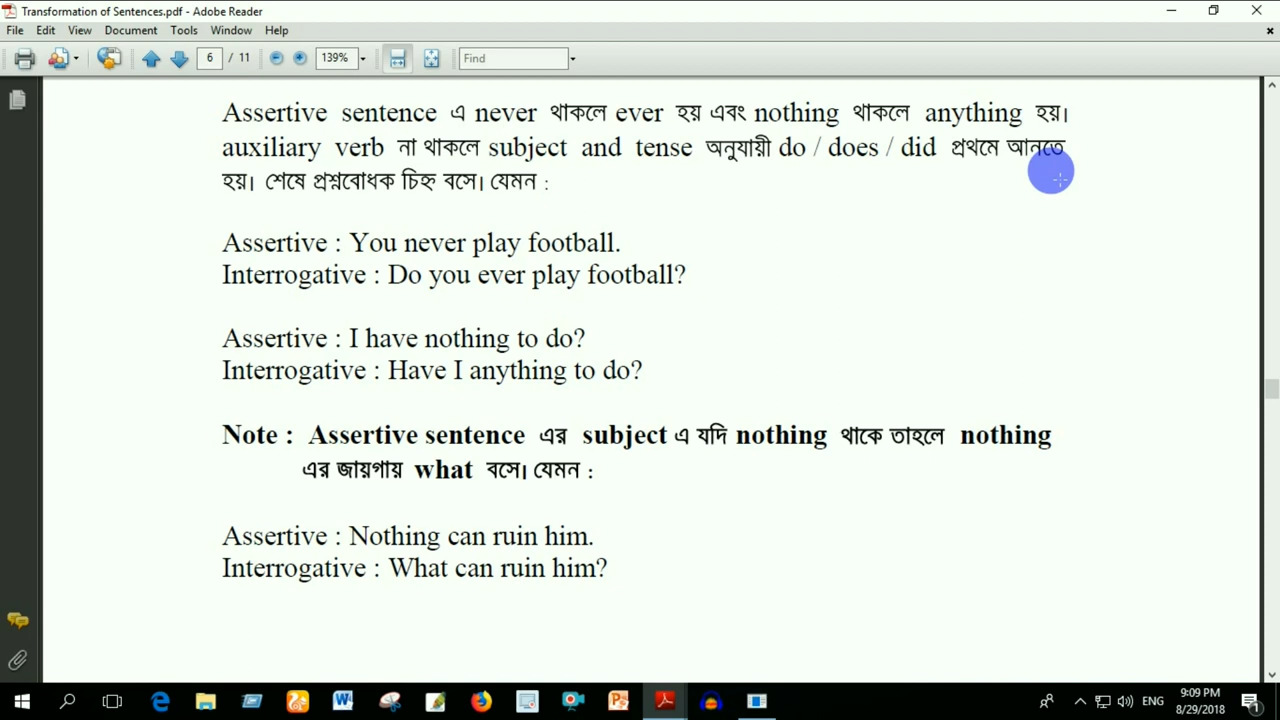 Transformation of Sentences.pdf - Adobe Reader
File Edit View Document Tools Window Help
6 / 11 139% Find
Assertive sentence এ never থাকলে ever হয় এবং nothing থাকলে anything হয়।
auxiliary verb না থাকলে subject and tense অনুযায়ী do / does / did প্রথমে আনতে
হয়। শেষে প্রশ্নবোধক চিহ্ন বসে। যেমন :
Assertive : You never play football.
Interrogative : Do you ever play football?
Assertive : I have nothing to do?
Interrogative : Have I anything to do?
Note : Assertive sentence এর subject এ যদি nothing থাকে তাহলে nothing
এর জায়গায় what বসে। যেমন :
Assertive : Nothing can ruin him.
Interrogative : What can ruin him?
ENG
9:09 PM
8/29/2018
1